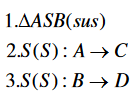 1.ΔASB(sus)
2.S(S) : A → C
3.S(S) : B → D